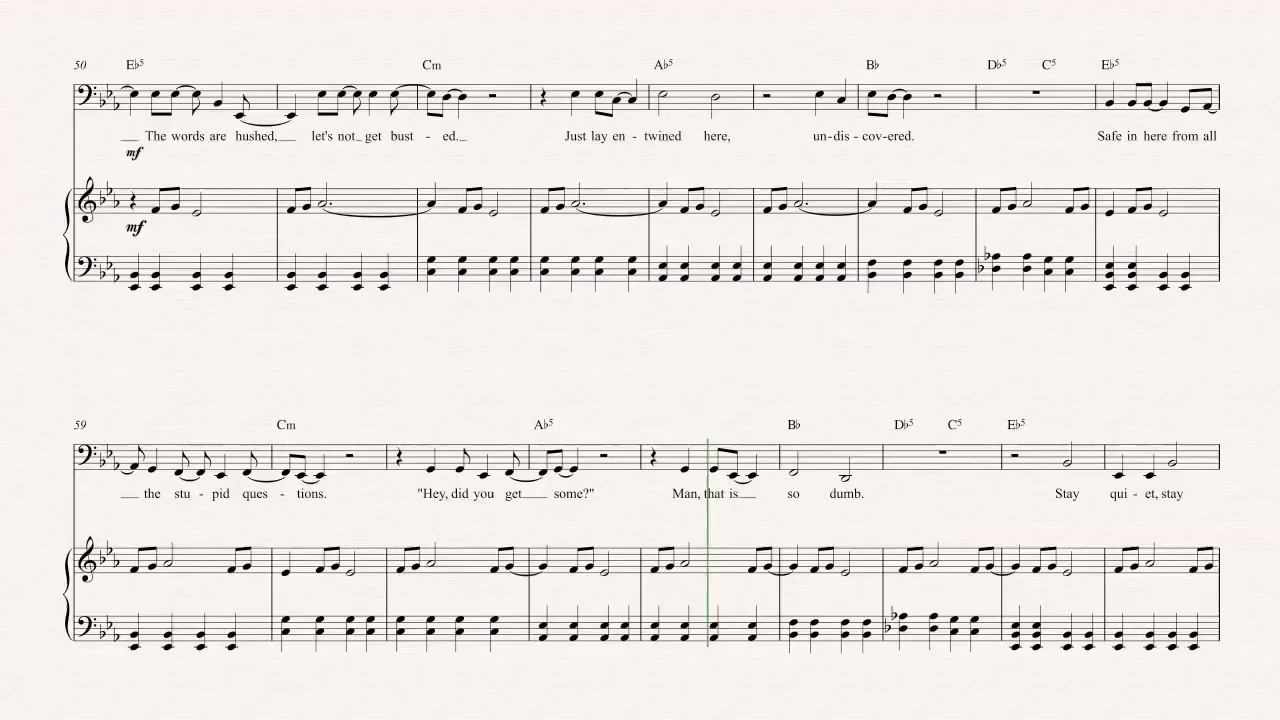 50 E♭5 Cm A♭5 B♭ D♭5 C5 E♭5
The words are hushed, let's not get bust - ed. Just lay en - twined here, un-dis - cov-ered. Safe in here from all
mf
mf
59 Cm A♭5 B♭ D♭5 C5 E♭5
the stu - pid ques - tions. "Hey, did you get some?" Man, that is so dumb. Stay qui - et, stay